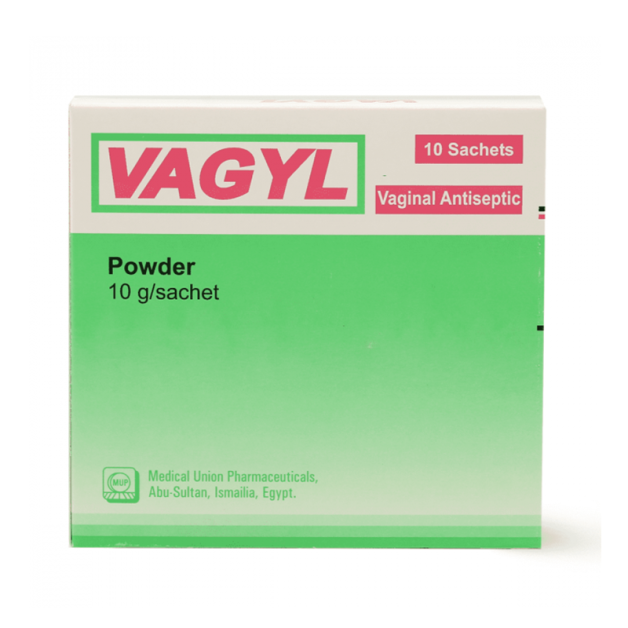 VAGYL
10 Sachets
Vaginal Antiseptic
Powder
10 g/sachet
MUP
Medical Union Pharmaceuticals,
Abu-Sultan, Ismailia, Egypt.